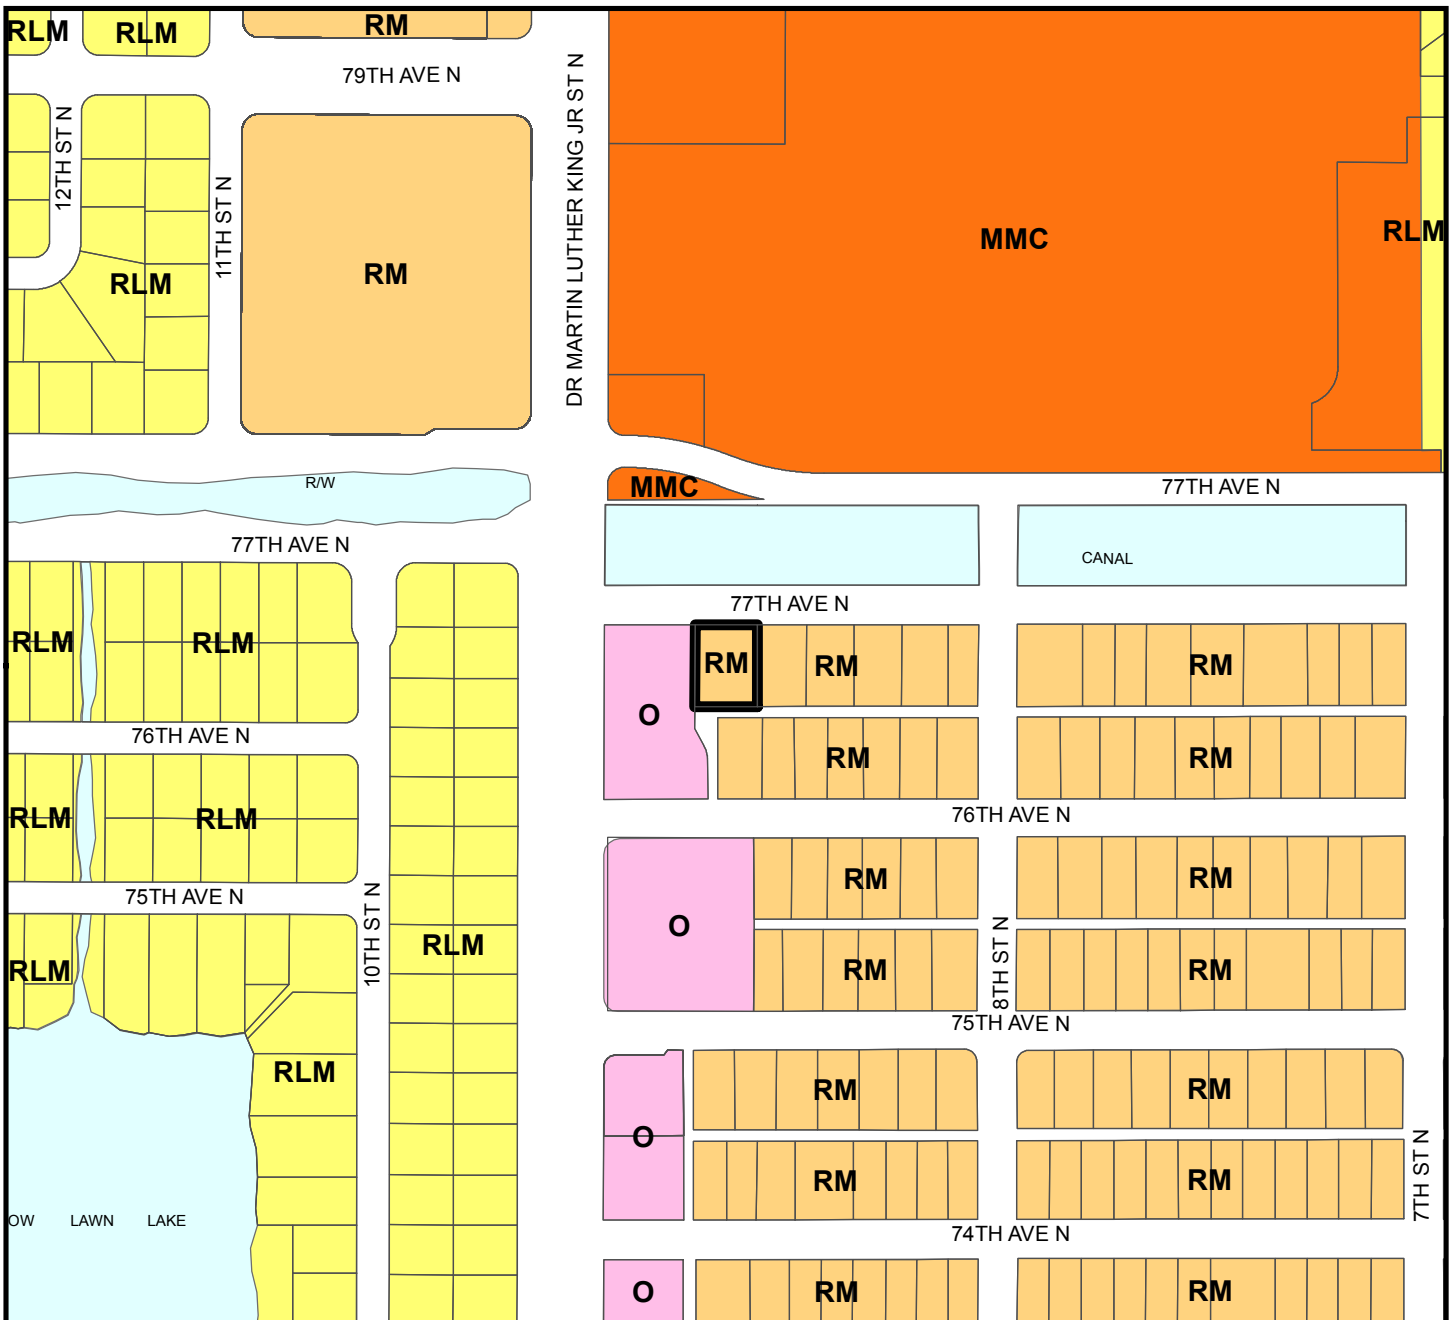 RLM
RLM
RM
79TH AVE N
12TH ST N
11TH ST N
DR MARTIN LUTHER KING JR ST N
RLM
RM
MMC
RLM
R/W
MMC
77TH AVE N
77TH AVE N
CANAL
77TH AVE N
RLM
RLM
O
RM
RM
RM
76TH AVE N
RM
RM
RLM
RLM
76TH AVE N
75TH AVE N
10TH ST N
RLM
O
RM
RM
8TH ST N
RLM
RM
RM
75TH AVE N
RLM
RM
RM
O
RM
RM
7TH ST N
OW LAWN LAKE
74TH AVE N
O
RM
RM